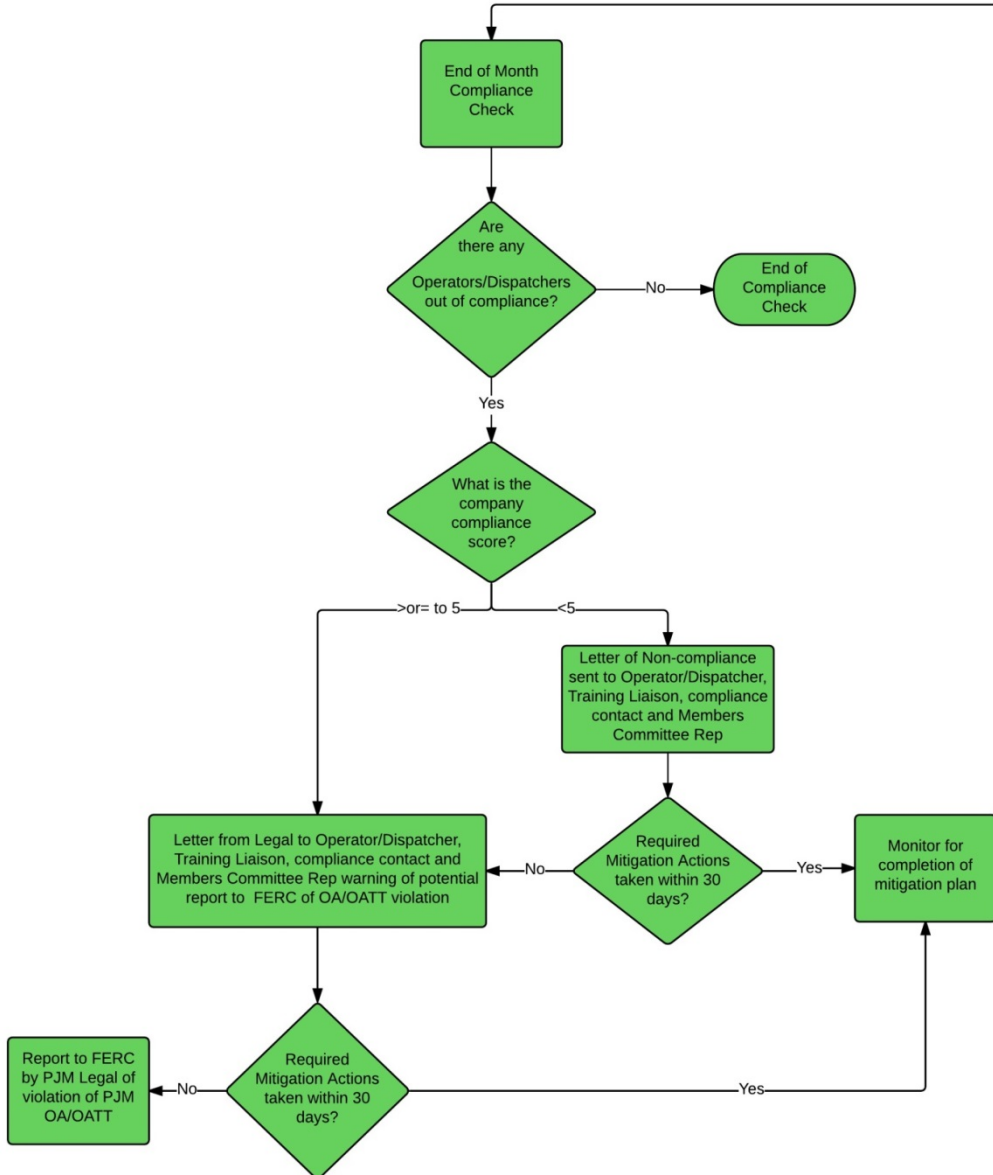 End of Month
Compliance
Check
Are
there any
Operators/Dispatchers
out of compliance?
No
End of
Compliance
Check
Yes
What is the
company
compliance
score?
>or= to 5
<5
Letter of Non-compliance
sent to Operator/Dispatcher,
Training Liaison, compliance
contact and Members
Committee Rep
Letter from Legal to Operator/Dispatcher,
Training Liaison, compliance contact and
Members Committee Rep warning of potential
report to FERC of OA/OATT violation
No
Required
Mitigation Actions
taken within 30
days?
Yes
Monitor for
completion of
mitigation plan
Report to FERC
by PJM Legal of
violation of PJM
OA/OATT
No
Required
Mitigation Actions
taken within 30
days?
Yes